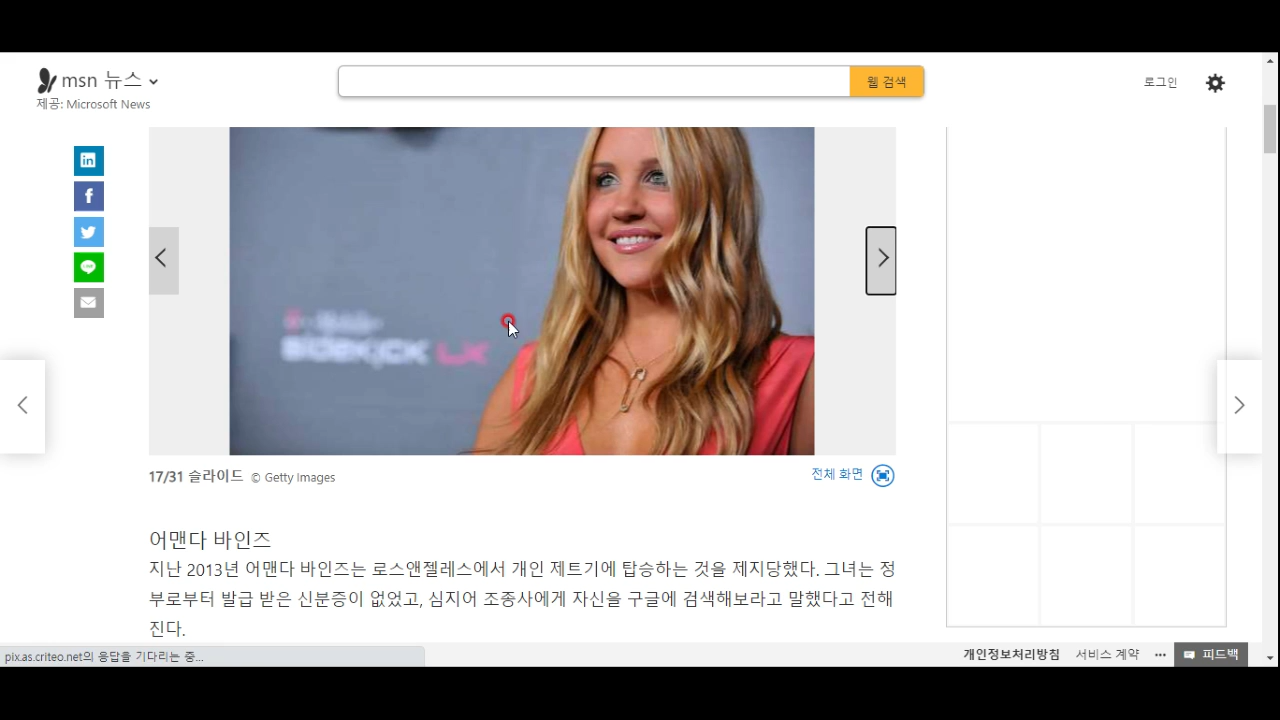 msn 뉴스
제공: Microsoft News
웹 검색
로그인
SIDEKICK LX
17/31 슬라이드 © Getty Images
전체 화면
어맨다 바인즈
지난 2013년 어맨다 바인즈는 로스앤젤레스에서 개인 제트기에 탑승하는 것을 제지당했다. 그녀는 정
부로부터 발급 받은 신분증이 없었고, 심지어 조종사에게 자신을 구글에 검색해보라고 말했다고 전해
진다.
pix.as.criteo.net의 응답을 기다리는 중...
개인정보처리방침 서비스 계약 ... 피드백